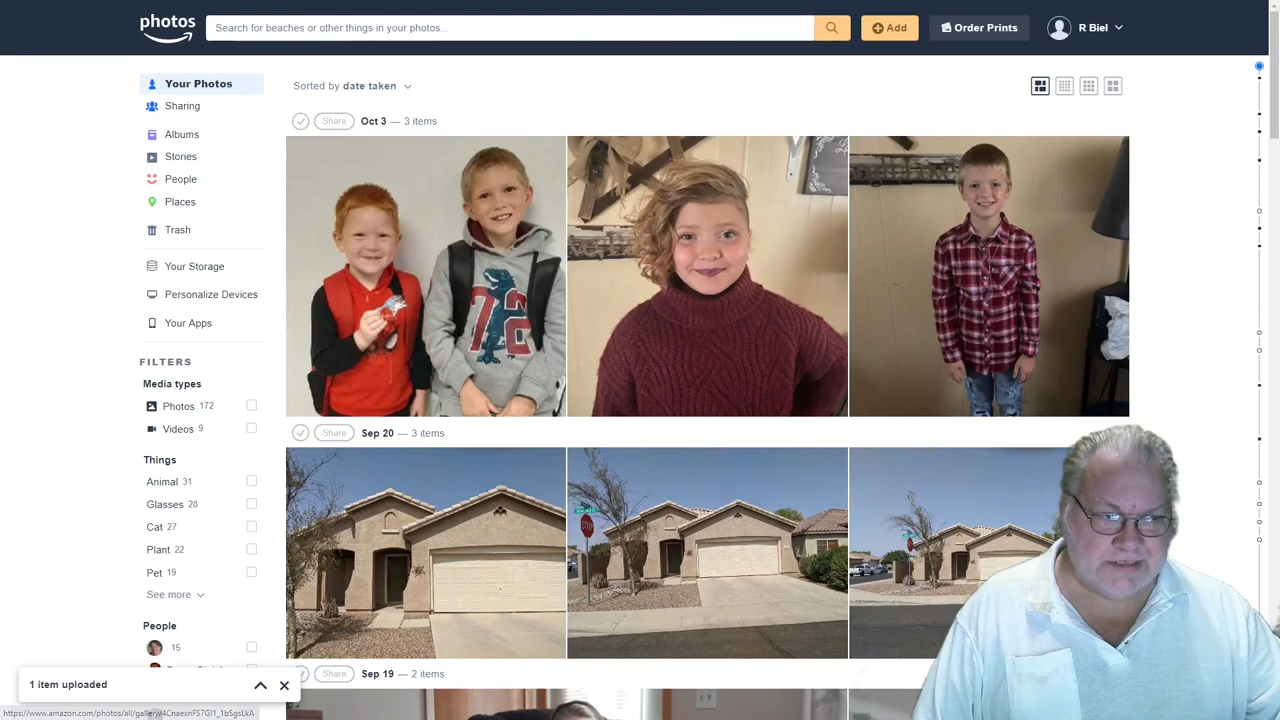 photos
Search for beaches or other things in your photos...
Add
Order Prints
R Biel
Your Photos
Sharing
Albums
Stories
People
Places
Trash
Your Storage
Personalize Devices
Your Apps
FILTERS
Media types
Photos 172
Videos 9
Things
Animal 31
Glasses 28
Cat 27
Plant 22
Pet 19
See more
People
15
Sorted by date taken
Share Oct 3 — 3 items
72
Share Sep 20 — 3 items
STOP
Share Sep 19 — 2 items
1 item uploaded